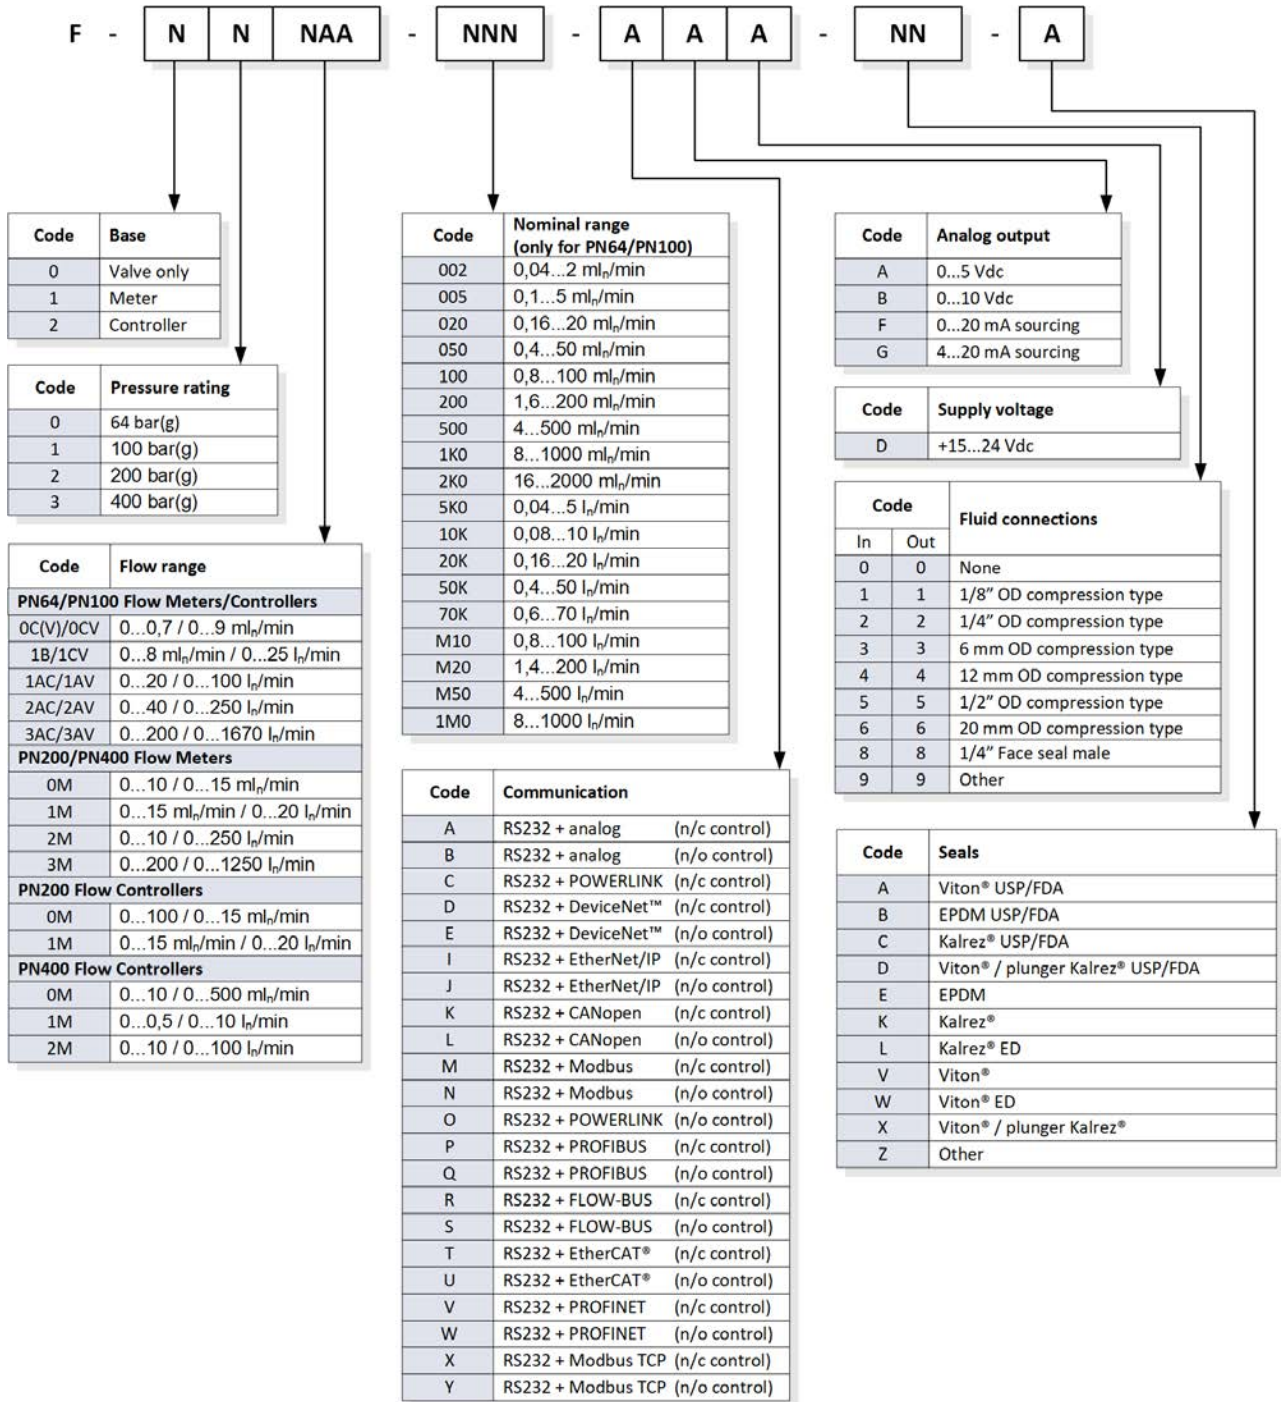 F - N N NAA - NNN - A A A - NN - A
Code Base
0 Valve only
1 Meter
2 Controller
Code Pressure rating
0 64 bar(g)
1 100 bar(g)
2 200 bar(g)
3 400 bar(g)
Code Flow range
PN64/PN100 Flow Meters/Controllers
0C(V)/0CV 0...0,7 / 0...9 mlₙ/min
1B/1CV 0...8 mlₙ/min / 0...25 lₙ/min
1AC/1AV 0...20 / 0...100 lₙ/min
2AC/2AV 0...40 / 0...250 lₙ/min
3AC/3AV 0...200 / 0...1670 lₙ/min
PN200/PN400 Flow Meters
0M 0...10 / 0...15 mlₙ/min
1M 0...15 mlₙ/min / 0...20 lₙ/min
2M 0...10 / 0...250 lₙ/min
3M 0...200 / 0...1250 lₙ/min
PN200 Flow Controllers
0M 0...100 / 0...15 mlₙ/min
1M 0...15 mlₙ/min / 0...20 lₙ/min
PN400 Flow Controllers
0M 0...10 / 0...500 mlₙ/min
1M 0...0,5 / 0...10 lₙ/min
2M 0...10 / 0...100 lₙ/min
Code Nominal range
(only for PN64/PN100)
002 0,04...2 mlₙ/min
005 0,1...5 mlₙ/min
020 0,16...20 mlₙ/min
050 0,4...50 mlₙ/min
100 0,8...100 mlₙ/min
200 1,6...200 mlₙ/min
500 4...500 mlₙ/min
1K0 8...1000 mlₙ/min
2K0 16...2000 mlₙ/min
5K0 0,04...5 lₙ/min
10K 0,08...10 lₙ/min
20K 0,16...20 lₙ/min
50K 0,4...50 lₙ/min
70K 0,6...70 lₙ/min
M10 0,8...100 lₙ/min
M20 1,4...200 lₙ/min
M50 4...500 lₙ/min
1M0 8...1000 lₙ/min
Code Communication
A RS232 + analog (n/c control)
B RS232 + analog (n/o control)
C RS232 + POWERLINK (n/c control)
D RS232 + DeviceNet™ (n/c control)
E RS232 + DeviceNet™ (n/o control)
I RS232 + EtherNet/IP (n/c control)
J RS232 + EtherNet/IP (n/o control)
K RS232 + CANopen (n/c control)
L RS232 + CANopen (n/o control)
M RS232 + Modbus (n/c control)
N RS232 + Modbus (n/o control)
O RS232 + POWERLINK (n/o control)
P RS232 + PROFIBUS (n/c control)
Q RS232 + PROFIBUS (n/o control)
R RS232 + FLOW-BUS (n/c control)
S RS232 + FLOW-BUS (n/o control)
T RS232 + EtherCAT® (n/c control)
U RS232 + EtherCAT® (n/o control)
V RS232 + PROFINET (n/c control)
W RS232 + PROFINET (n/o control)
X RS232 + Modbus TCP (n/c control)
Y RS232 + Modbus TCP (n/o control)
Code Analog output
A 0...5 Vdc
B 0...10 Vdc
F 0...20 mA sourcing
G 4...20 mA sourcing
Code Supply voltage
D +15...24 Vdc
Code Fluid connections
In Out
0 0 None
1 1 1/8” OD compression type
2 2 1/4” OD compression type
3 3 6 mm OD compression type
4 4 12 mm OD compression type
5 5 1/2” OD compression type
6 6 20 mm OD compression type
8 8 1/4” Face seal male
9 9 Other
Code Seals
A Viton® USP/FDA
B EPDM USP/FDA
C Kalrez® USP/FDA
D Viton® / plunger Kalrez® USP/FDA
E EPDM
K Kalrez®
L Kalrez® ED
V Viton®
W Viton® ED
X Viton® / plunger Kalrez®
Z Other